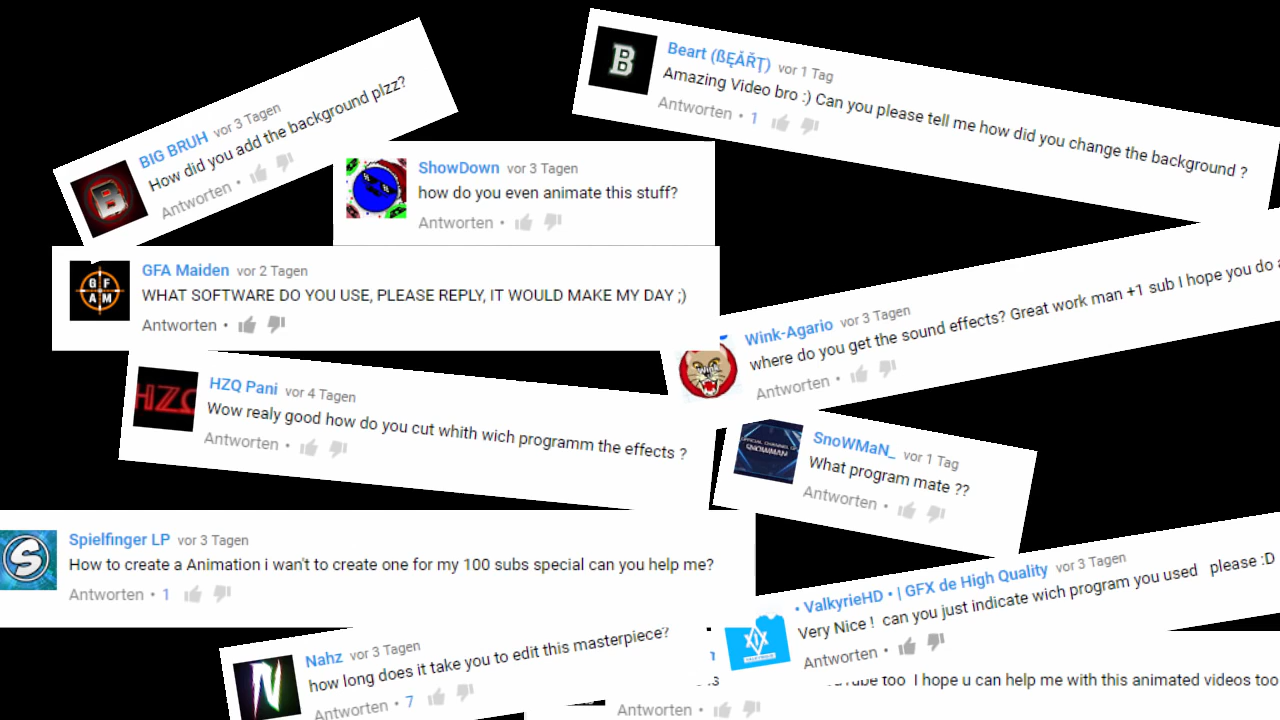 BIG BRUH vor 3 Tagen
How did you add the background plzz?
Antworten •
B
Beart (ßĘÁŘŢ) vor 1 Tag
Amazing Video bro :) Can you please tell me how did you change the background ?
Antworten • 1
B
ShowDown vor 3 Tagen
how do you even animate this stuff?
Antworten •
GFA Maiden vor 2 Tagen
WHAT SOFTWARE DO YOU USE, PLEASE REPLY, IT WOULD MAKE MY DAY ;)
Antworten •
G F
A M
Wink-Agario vor 3 Tagen
where do you get the sound effects? Great work man +1 sub I hope you do a
Antworten •
Wink
HZQ Pani vor 4 Tagen
Wow realy good how do you cut whith wich programm the effects ?
Antworten •
HZQ
SnoWMaN_ vor 1 Tag
What program mate ??
Antworten •
OFFICIAL CHANNEL OF
SNOWMAN
Spielfinger LP vor 3 Tagen
How to create a Animation i wan't to create one for my 100 subs special can you help me?
Antworten • 1
S
• ValkyrieHD • | GFX de High Quality vor 3 Tagen
Very Nice ! can you just indicate wich program you used please :D
Antworten •
Nahz vor 3 Tagen
how long does it take you to edit this masterpiece?
Antworten • 7
N
too I hope u can help me with this animated videos too
Antworten •